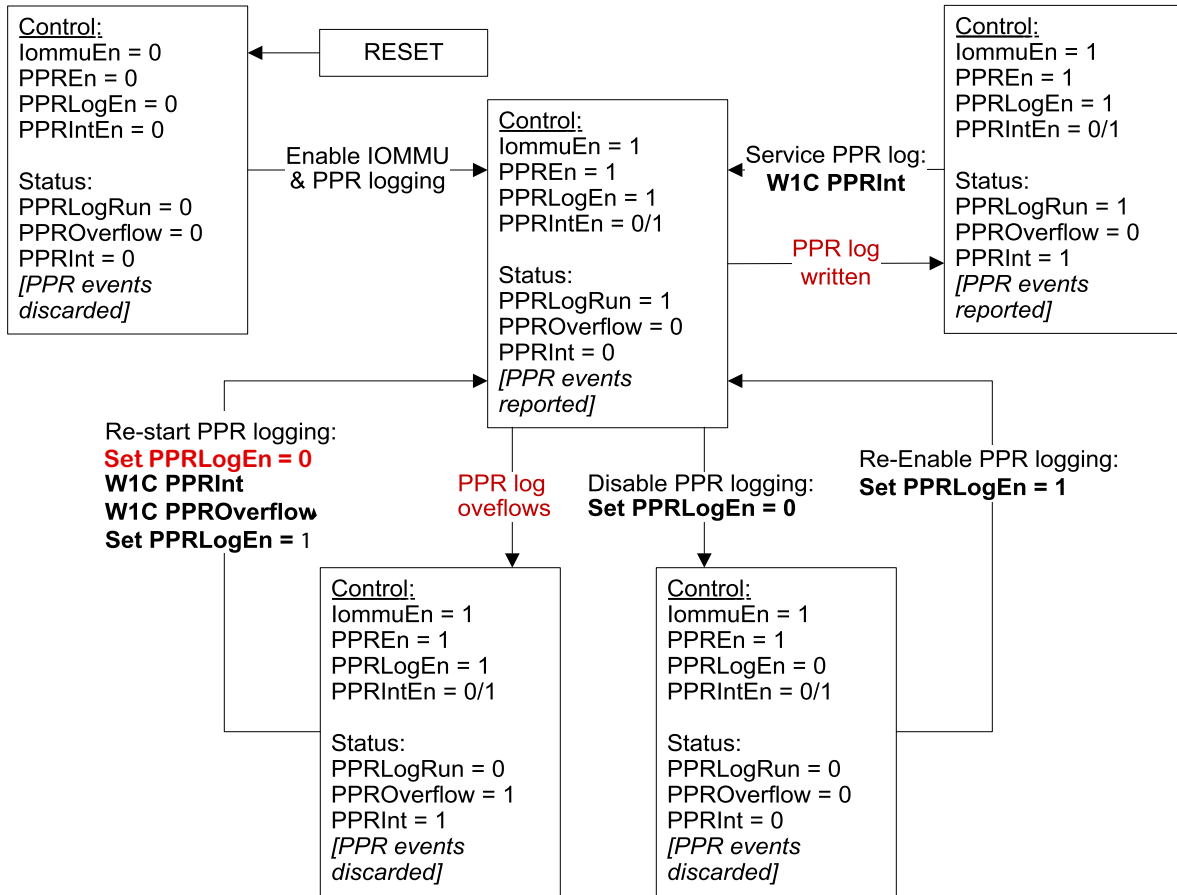 Control:
IommuEn = 0
PPREn = 0
PPRLogEn = 0
PPRIntEn = 0
Status:
PPRLogRun = 0
PPROverflow = 0
PPRInt = 0
[PPR events
discarded]
RESET
Enable IOMMU
& PPR logging
Control:
IommuEn = 1
PPREn = 1
PPRLogEn = 1
PPRIntEn = 0/1
Status:
PPRLogRun = 1
PPROverflow = 0
PPRInt = 0
[PPR events
reported]
Service PPR log:
W1C PPRInt
PPR log
written
Control:
IommuEn = 1
PPREn = 1
PPRLogEn = 1
PPRIntEn = 0/1
Status:
PPRLogRun = 1
PPROverflow = 0
PPRInt = 1
[PPR events
reported]
Re-start PPR logging:
Set PPRLogEn = 0
W1C PPRInt
W1C PPROverflow
Set PPRLogEn = 1
PPR log
oveflows
Disable PPR logging:
Set PPRLogEn = 0
Re-Enable PPR logging:
Set PPRLogEn = 1
Control:
IommuEn = 1
PPREn = 1
PPRLogEn = 1
PPRIntEn = 0/1
Status:
PPRLogRun = 0
PPROverflow = 1
PPRInt = 1
[PPR events
discarded]
Control:
IommuEn = 1
PPREn = 1
PPRLogEn = 0
PPRIntEn = 0/1
Status:
PPRLogRun = 0
PPROverflow = 0
PPRInt = 0
[PPR events
discarded]